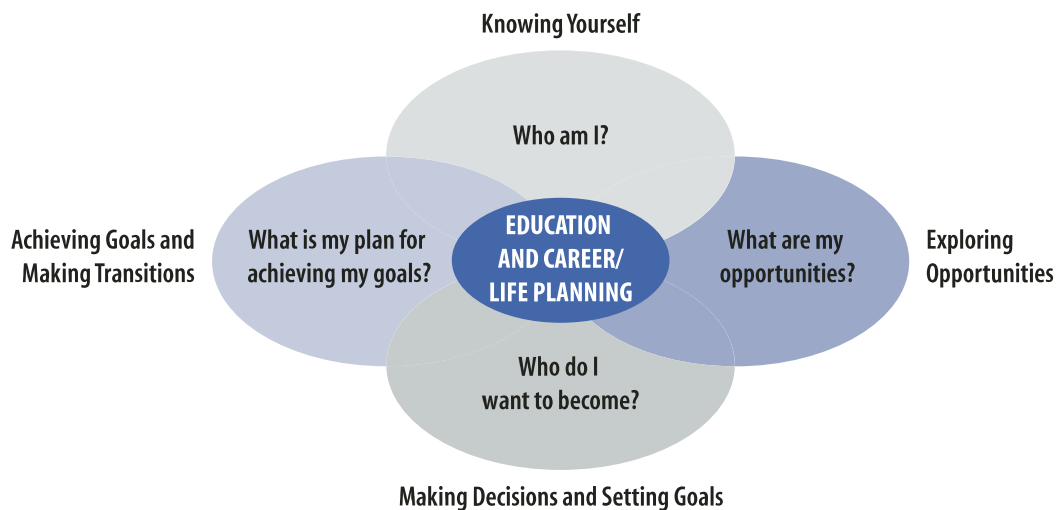 Knowing Yourself
Who am I?
Achieving Goals and
Making Transitions
What is my plan for
achieving my goals?
EDUCATION
AND CAREER/
LIFE PLANNING
What are my
opportunities?
Exploring
Opportunities
Who do I
want to become?
Making Decisions and Setting Goals